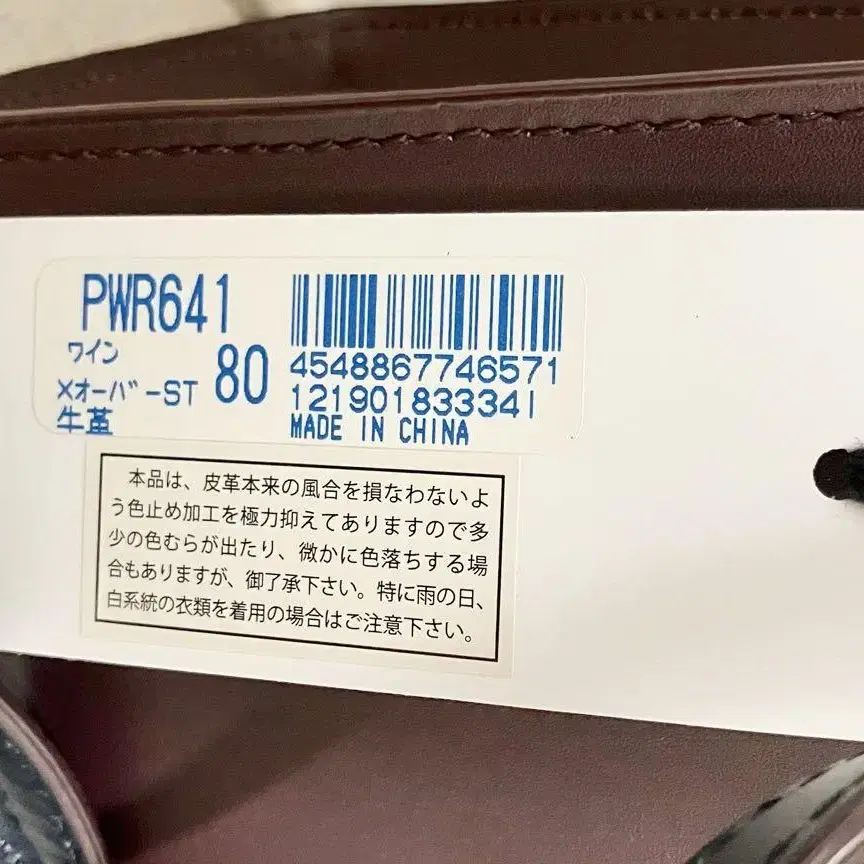 PWR641
ワイン
Xオーバー-ST 80
牛革
4548867746571
121901833341
MADE IN CHINA
本品は、皮革本来の風合を損なわないよ
う色止め加工を極力抑えてありますので多
少の色むらが出たり、微かに色落ちする場
合もありますが、御了承下さい。特に雨の日、
白系統の衣類を着用の場合はご注意下さい。